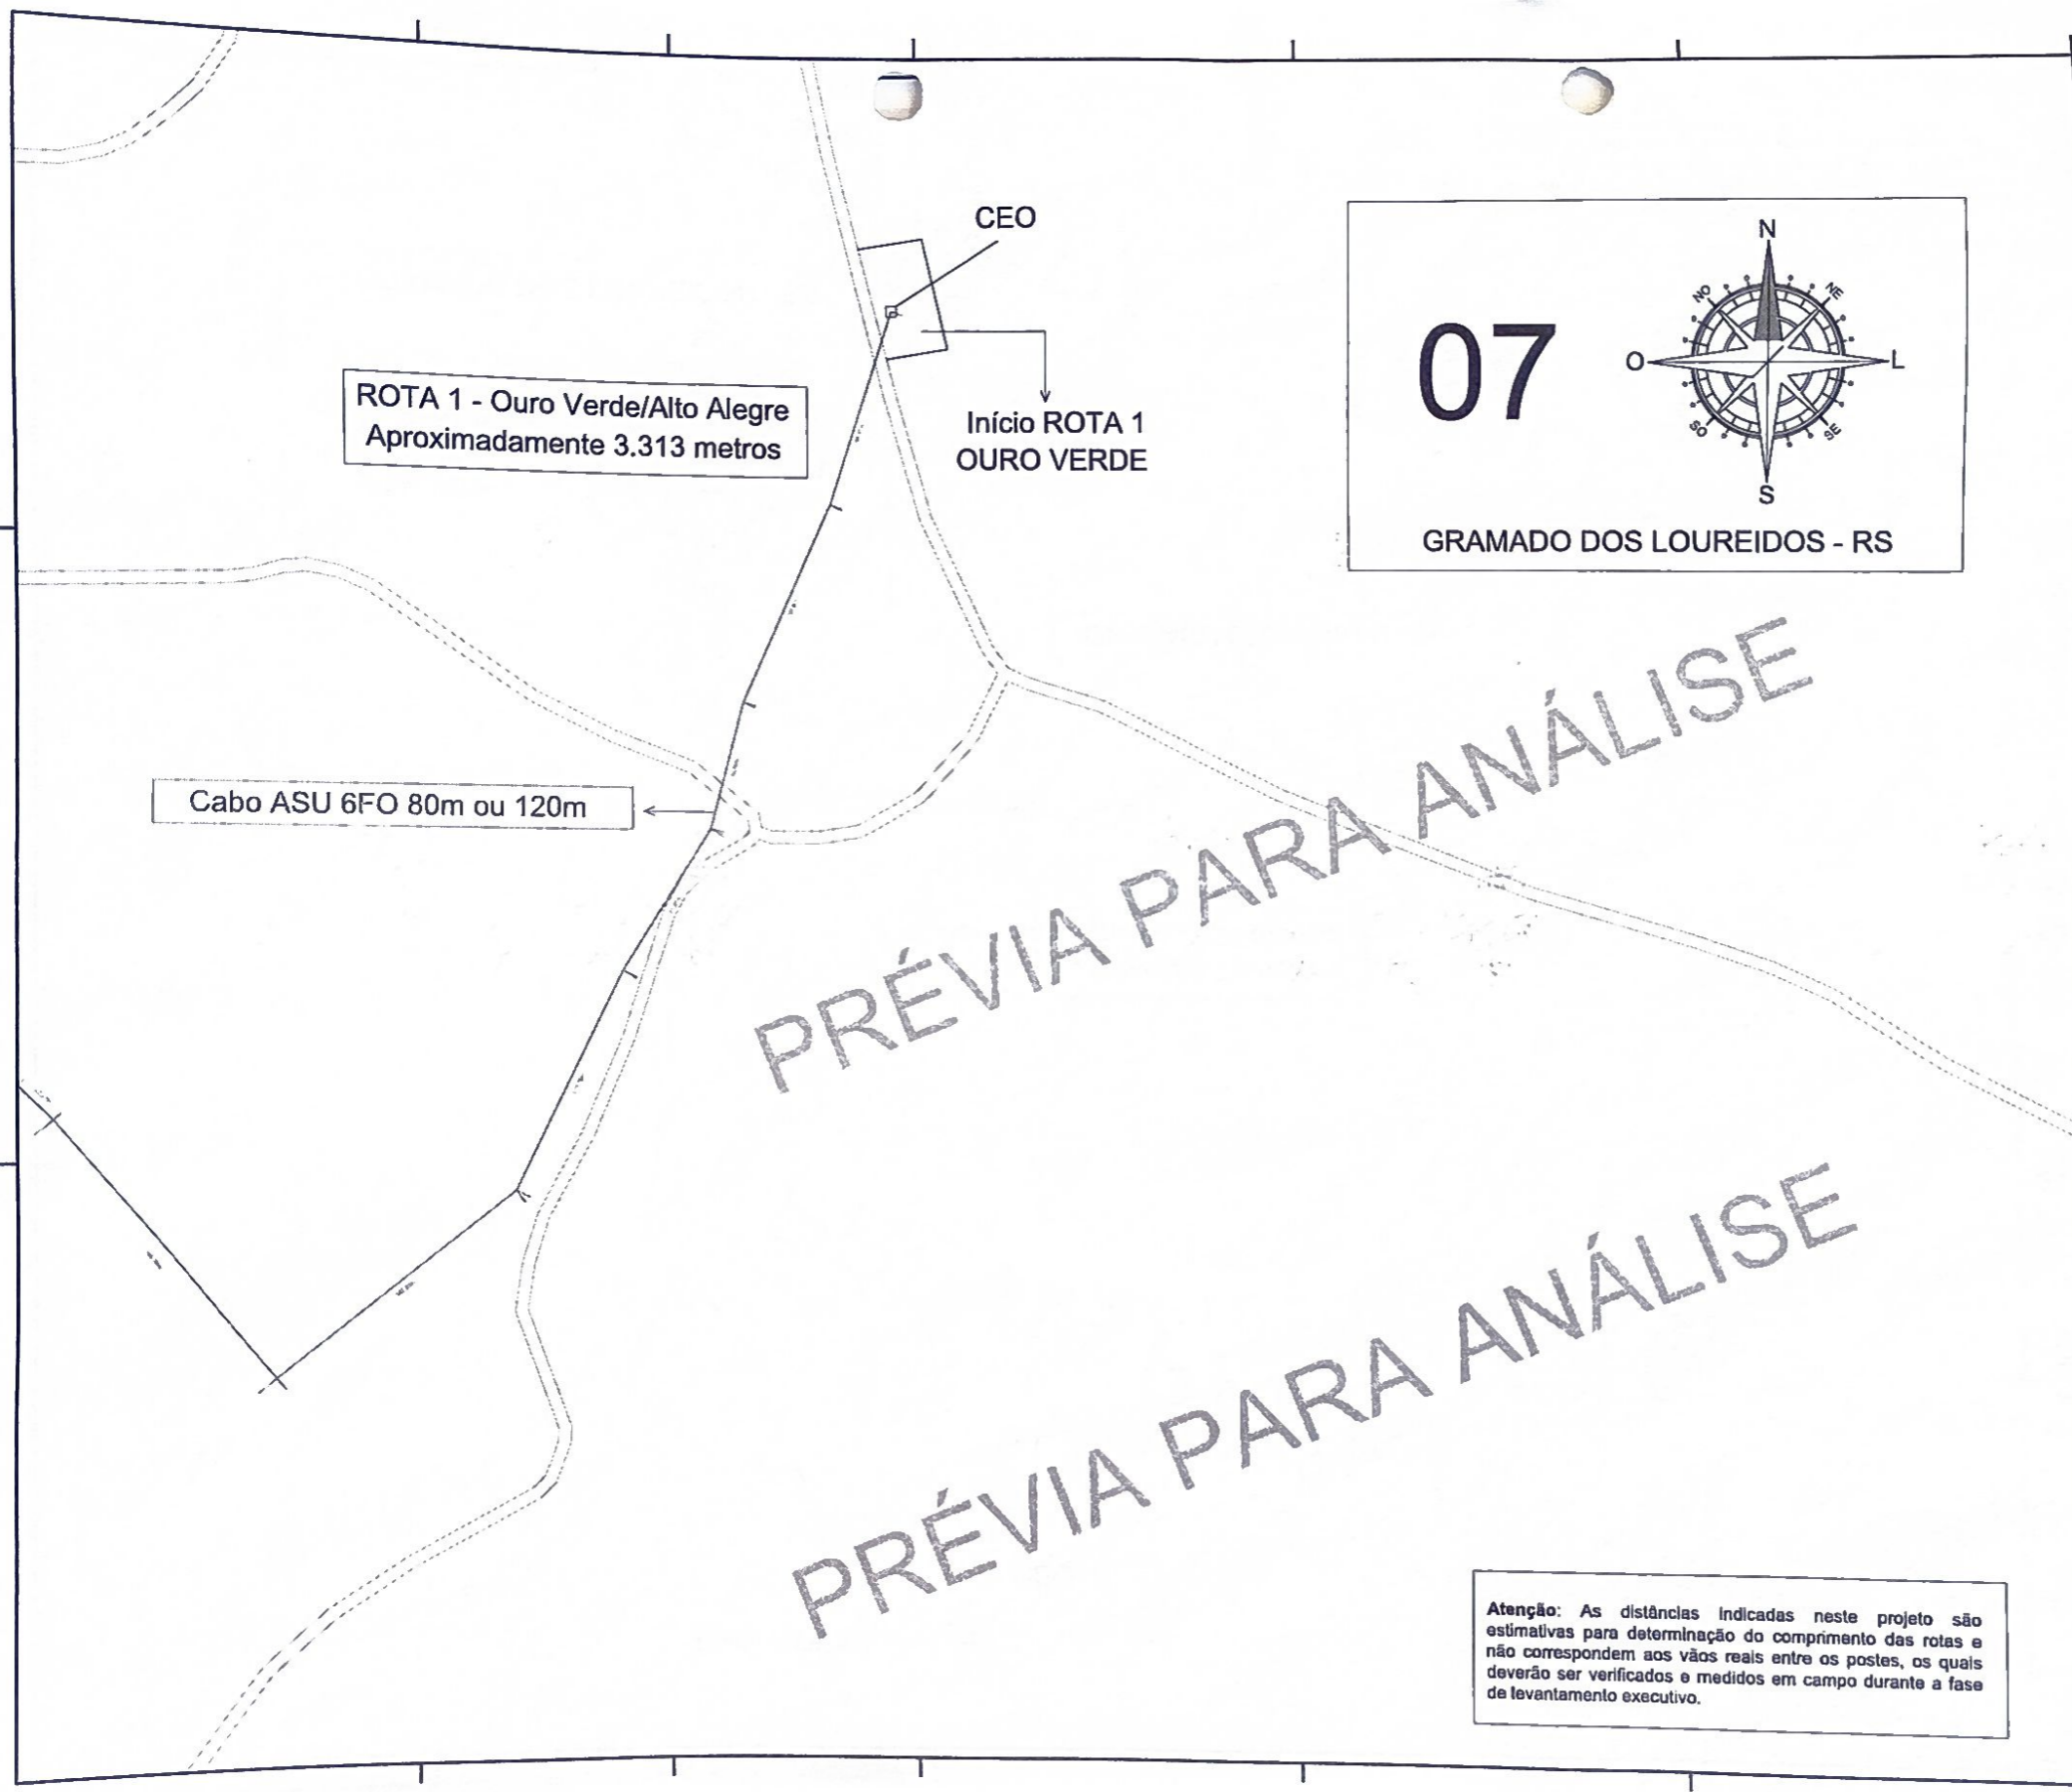 CEO
ROTA 1 - Ouro Verde/Alto Alegre
Aproximadamente 3.313 metros
Início ROTA 1
OURO VERDE
07
N
NE
L
SE
S
SO
O
NO
GRAMADO DOS LOUREIDOS - RS
Cabo ASU 6FO 80m ou 120m
PRÉVIA PARA ANÁLISE
PRÉVIA PARA ANÁLISE
Atenção: As distâncias indicadas neste projeto são
estimativas para determinação do comprimento das rotas e
não correspondem aos vãos reais entre os postes, os quais
deverão ser verificados e medidos em campo durante a fase
de levantamento executivo.